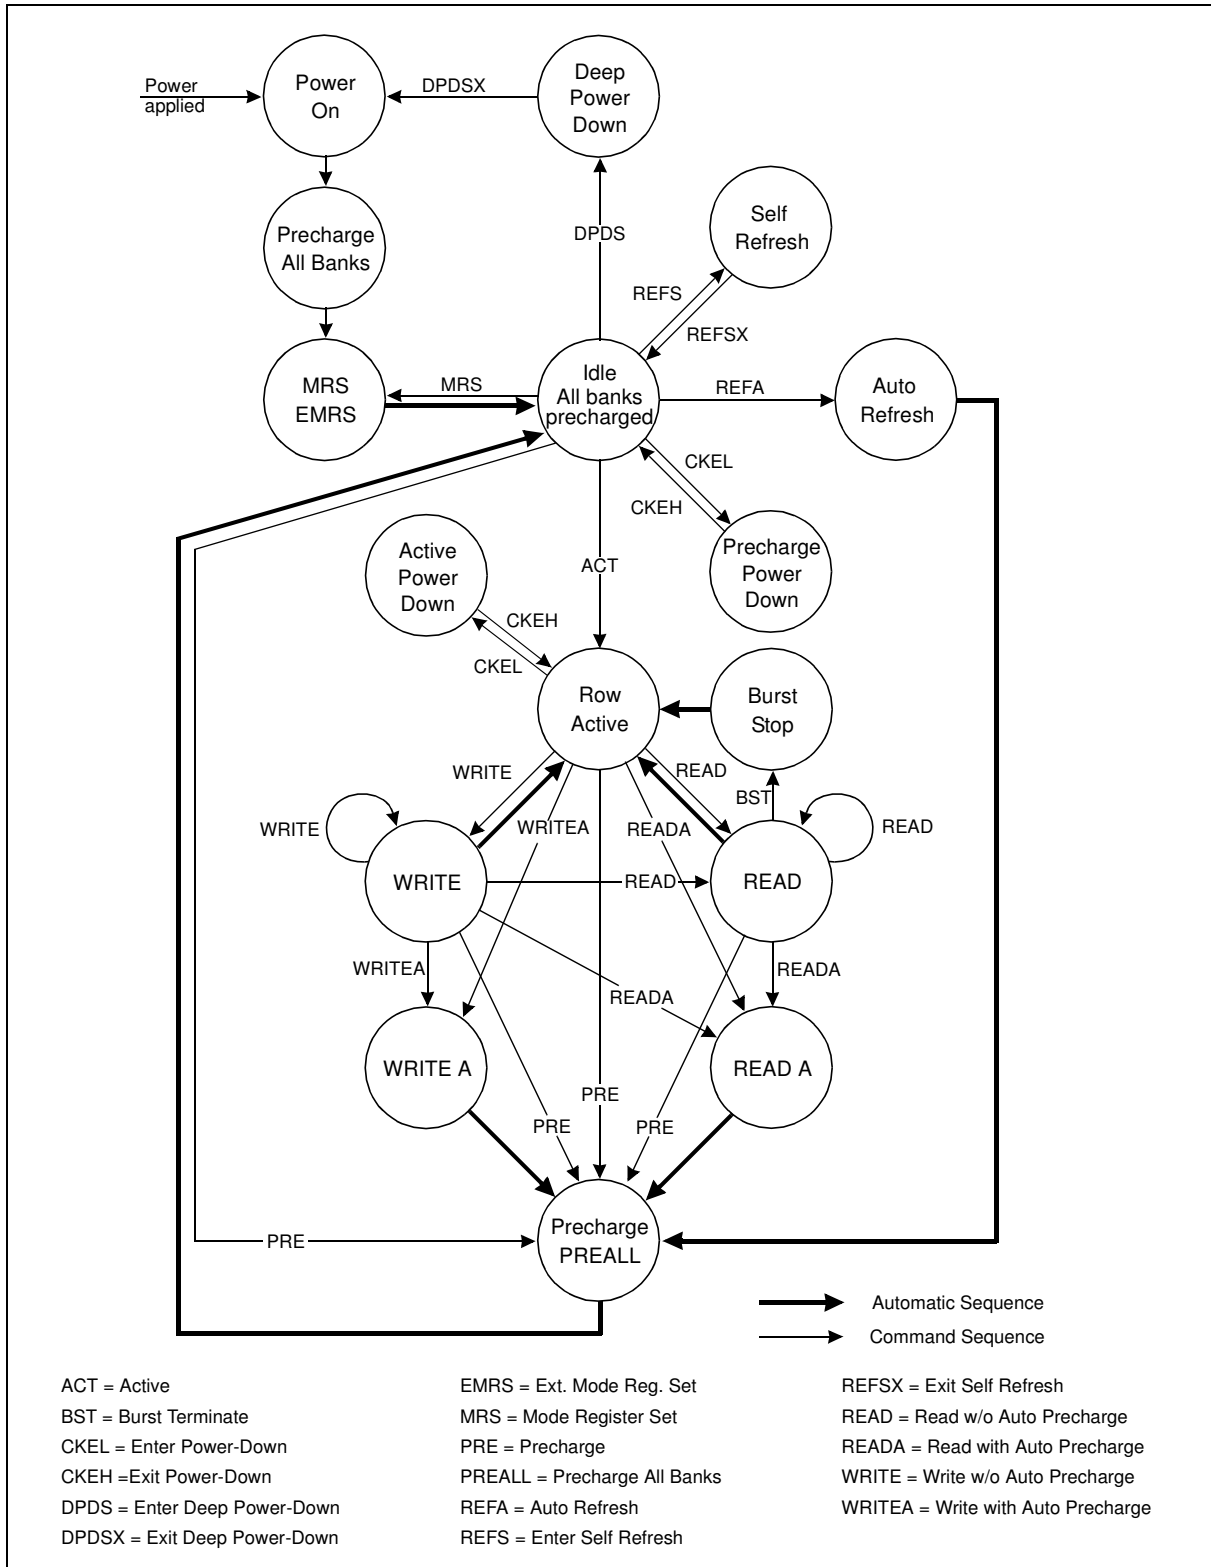 Power
applied
Power
On
DPDSX
Deep
Power
Down
Precharge
All Banks
DPDS
Self
Refresh
REFS
REFSX
MRS
EMRS
MRS
Idle
All banks
precharged
REFA
Auto
Refresh
CKEL
CKEH
Active
Power
Down
ACT
Precharge
Power
Down
CKEH
CKEL
Row
Active
Burst
Stop
WRITE
READ
BST
WRITE
WRITEA
READA
READ
WRITE
READ
READ
WRITEA
READA
READA
WRITE A
READ A
PRE
PRE
PRE
Precharge
PREALL
PRE
Automatic Sequence
Command Sequence
ACT = Active
BST = Burst Terminate
CKEL = Enter Power-Down
CKEH =Exit Power-Down
DPDS = Enter Deep Power-Down
DPDSX = Exit Deep Power-Down
EMRS = Ext. Mode Reg. Set
MRS = Mode Register Set
PRE = Precharge
PREALL = Precharge All Banks
REFA = Auto Refresh
REFS = Enter Self Refresh
REFSX = Exit Self Refresh
READ = Read w/o Auto Precharge
READA = Read with Auto Precharge
WRITE = Write w/o Auto Precharge
WRITEA = Write with Auto Precharge